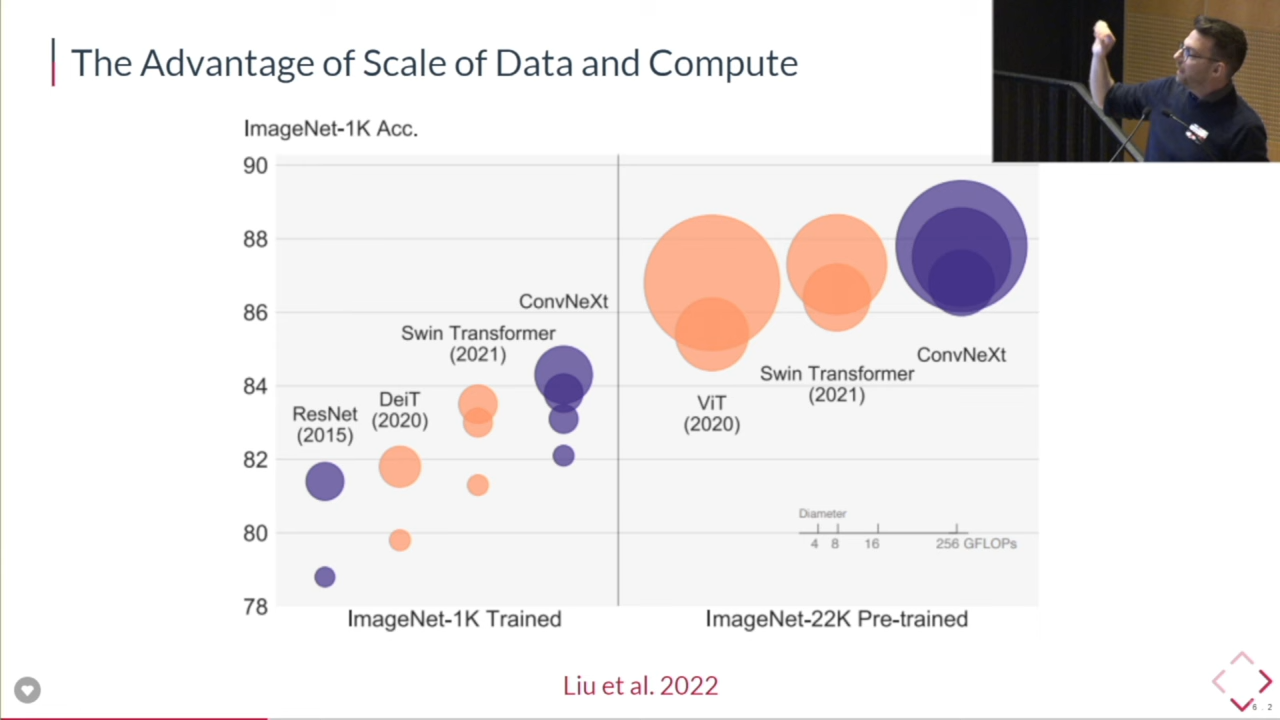 The Advantage of Scale of Data and Compute
ImageNet-1K Acc.
90
88
86
84
82
80
78
ResNet
(2015)
DeiT
(2020)
Swin Transformer
(2021)
ConvNeXt
ViT
(2020)
Swin Transformer
(2021)
ConvNeXt
Diameter
4 8 16 256 GFLOPs
ImageNet-1K Trained
ImageNet-22K Pre-trained
Liu et al. 2022
6 . 2